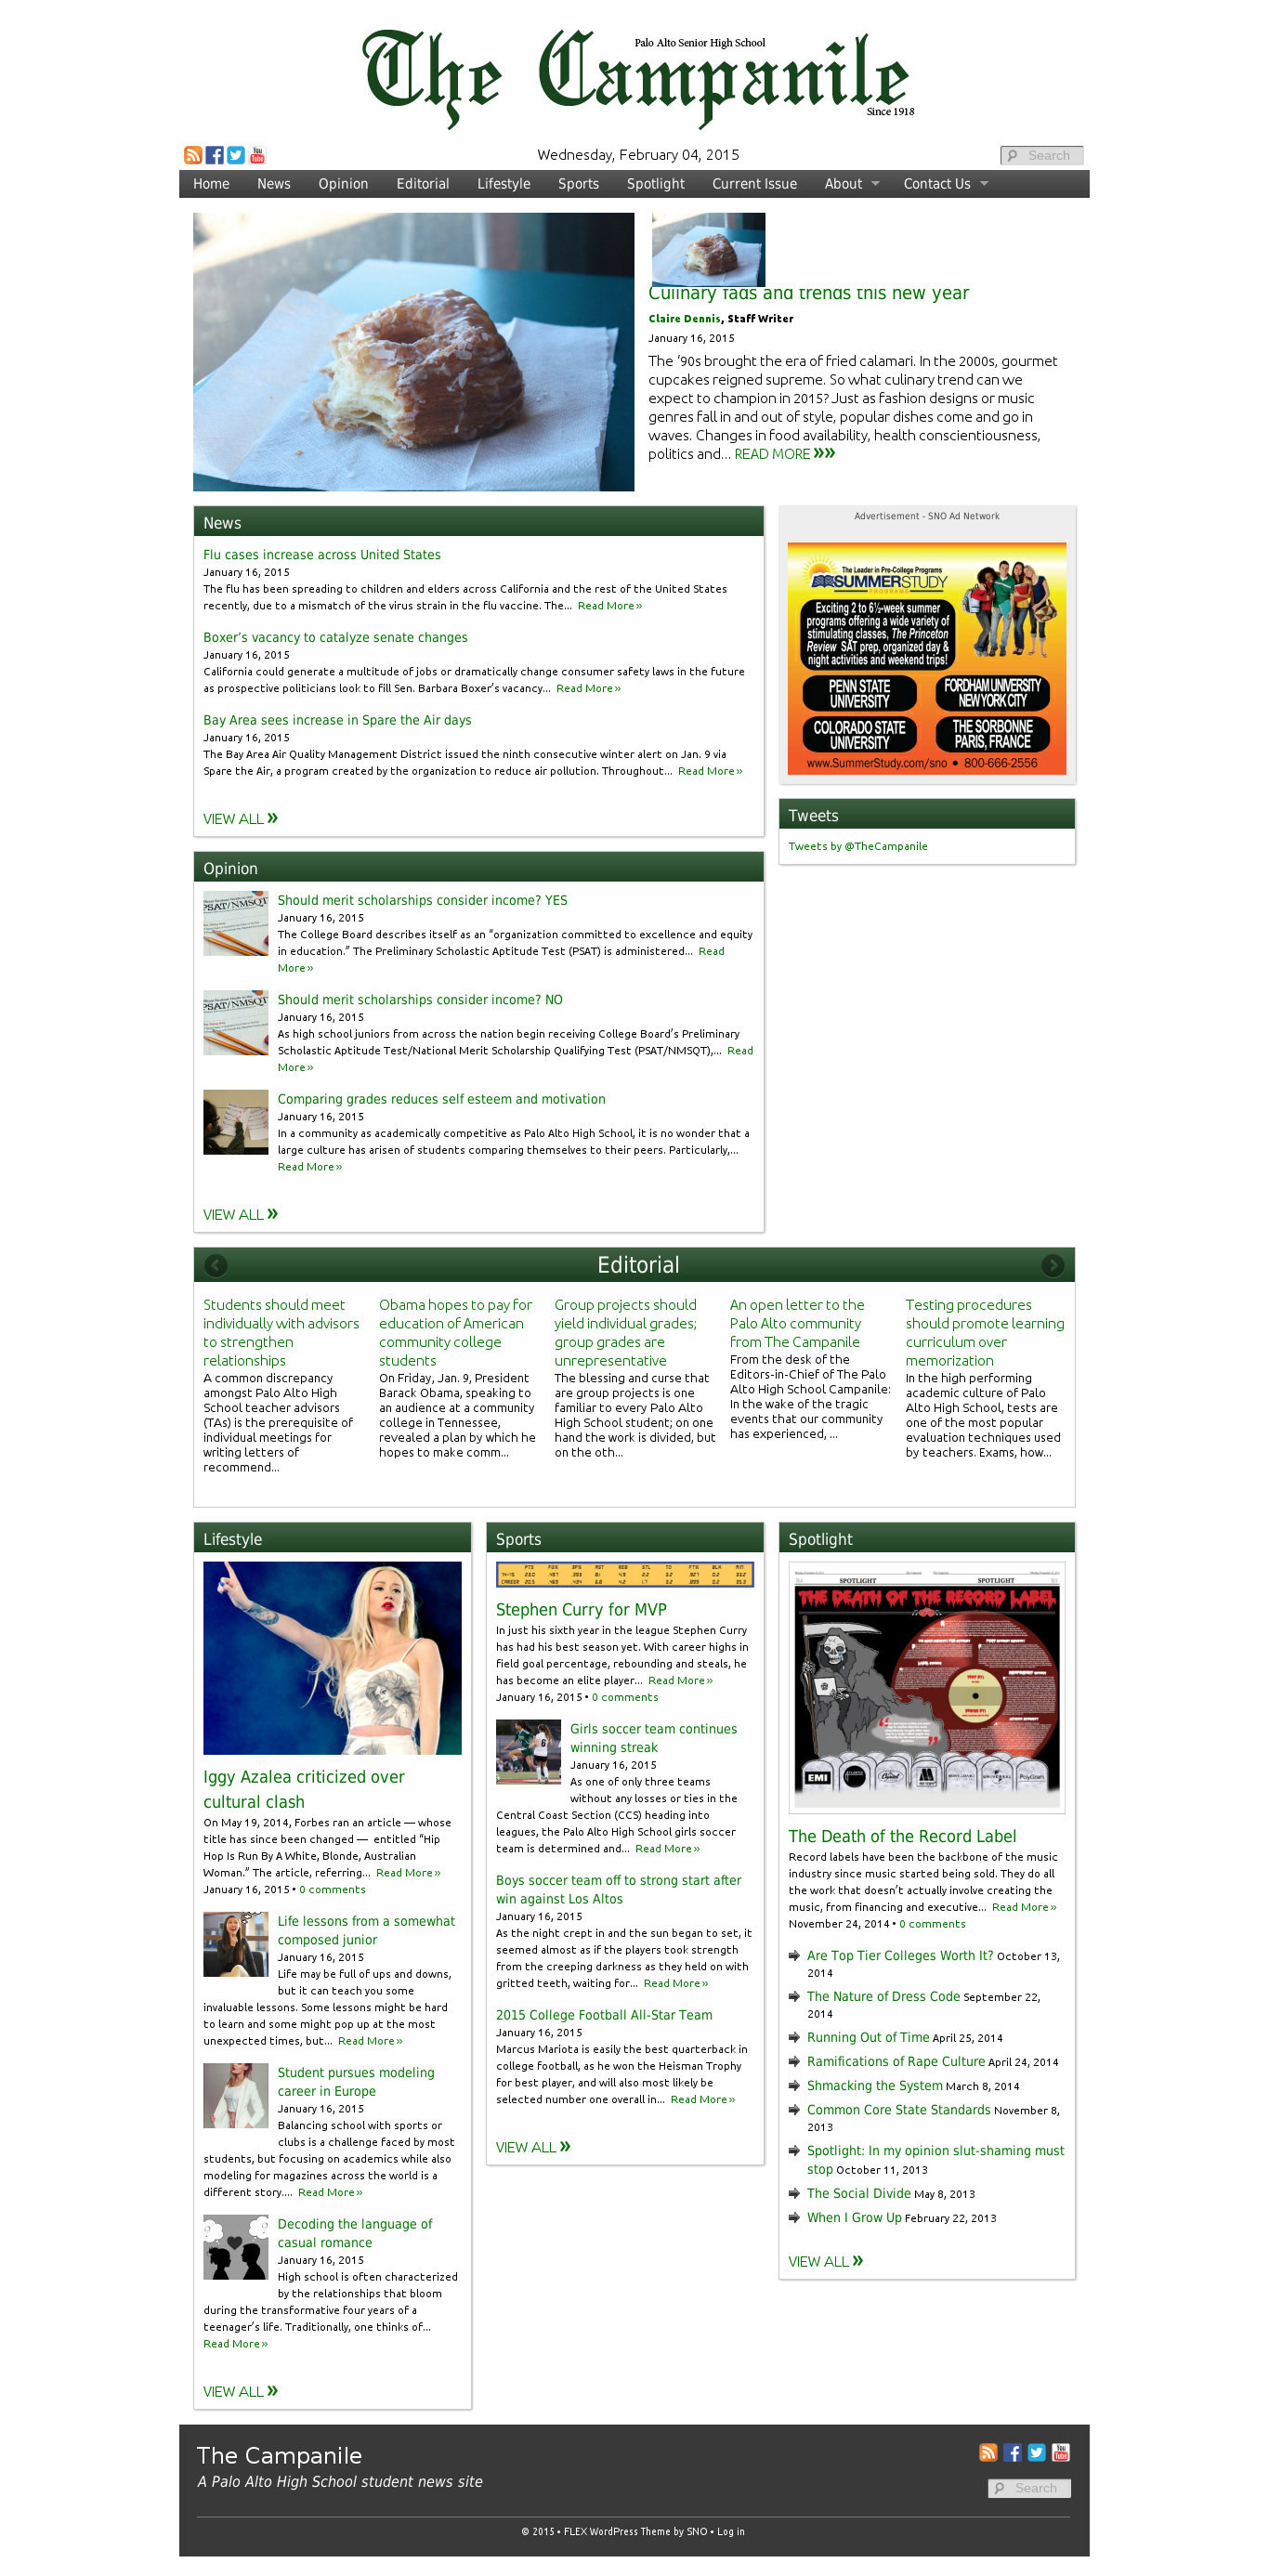 The Campanile
Palo Alto Senior High School
Since 1918
Wednesday, February 04, 2015
Search
Home News Opinion Editorial Lifestyle Sports Spotlight Current Issue About Contact Us
Culinary fads and trends this new year
Claire Dennis, Staff Writer
January 16, 2015
The ‘90s brought the era of fried calamari. In the 2000s, gourmet
cupcakes reigned supreme. So what culinary trend can we
expect to champion in 2015? Just as fashion designs or music
genres fall in and out of style, popular dishes come and go in
waves. Changes in food availability, health conscientiousness,
politics and... READ MORE »»
News
Flu cases increase across United States
January 16, 2015
The flu has been spreading to children and elders across California and the rest of the United States
recently, due to a mismatch of the virus strain in the flu vaccine. The... Read More »
Boxer’s vacancy to catalyze senate changes
January 16, 2015
California could generate a multitude of jobs or dramatically change consumer safety laws in the future
as prospective politicians look to fill Sen. Barbara Boxer’s vacancy... Read More »
Bay Area sees increase in Spare the Air days
January 16, 2015
The Bay Area Air Quality Management District issued the ninth consecutive winter alert on Jan. 9 via
Spare the Air, a program created by the organization to reduce air pollution. Throughout... Read More »
VIEW ALL »
Advertisement - SNO Ad Network
The Leader in Pre-College Programs
SUMMERSTUDY
PROGRAMS
Exciting 2 to 6½-week summer
programs offering a wide variety of
stimulating classes, The Princeton
Review SAT prep, organized day &
night activities and weekend trips!
PENN STATE
UNIVERSITY
FORDHAM UNIVERSITY
NEW YORK CITY
COLORADO STATE
UNIVERSITY
THE SORBONNE
PARIS, FRANCE
www.SummerStudy.com/sno • 800-666-2556
Tweets
Tweets by @TheCampanile
Opinion
PSAT/NMSQT
Should merit scholarships consider income? YES
January 16, 2015
The College Board describes itself as an “organization committed to excellence and equity
in education.” The Preliminary Scholastic Aptitude Test (PSAT) is administered... Read
More »
PSAT/NMSQT
Should merit scholarships consider income? NO
January 16, 2015
As high school juniors from across the nation begin receiving College Board’s Preliminary
Scholastic Aptitude Test/National Merit Scholarship Qualifying Test (PSAT/NMSQT),... Read
More »
Comparing grades reduces self esteem and motivation
January 16, 2015
In a community as academically competitive as Palo Alto High School, it is no wonder that a
large culture has arisen of students comparing themselves to their peers. Particularly,...
Read More »
VIEW ALL »
Editorial
Students should meet
individually with advisors
to strengthen
relationships
A common discrepancy
amongst Palo Alto High
School teacher advisors
(TAs) is the prerequisite of
individual meetings for
writing letters of
recommend...
Obama hopes to pay for
education of American
community college
students
On Friday, Jan. 9, President
Barack Obama, speaking to
an audience at a community
college in Tennessee,
revealed a plan by which he
hopes to make comm...
Group projects should
yield individual grades;
group grades are
unrepresentative
The blessing and curse that
are group projects is one
familiar to every Palo Alto
High School student; on one
hand the work is divided, but
on the oth...
An open letter to the
Palo Alto community
from The Campanile
From the desk of the
Editors-in-Chief of The Palo
Alto High School Campanile:
In the wake of the tragic
events that our community
has experienced, ...
Testing procedures
should promote learning
curriculum over
memorization
In the high performing
academic culture of Palo
Alto High School, tests are
one of the most popular
evaluation techniques used
by teachers. Exams, how...
Lifestyle
Iggy Azalea criticized over
cultural clash
On May 19, 2014, Forbes ran an article — whose
title has since been changed — entitled “Hip
Hop Is Run By A White, Blonde, Australian
Woman.” The article, referring... Read More »
January 16, 2015 • 0 comments
Life lessons from a somewhat
composed junior
January 16, 2015
Life may be full of ups and downs,
but it can teach you some
invaluable lessons. Some lessons might be hard
to learn and some might pop up at the most
unexpected times, but... Read More »
Student pursues modeling
career in Europe
January 16, 2015
Balancing school with sports or
clubs is a challenge faced by most
students, but focusing on academics while also
modeling for magazines across the world is a
different story.... Read More »
Decoding the language of
casual romance
January 16, 2015
High school is often characterized
by the relationships that bloom
during the transformative four years of a
teenager’s life. Traditionally, one thinks of...
Read More »
VIEW ALL »
Sports
Stephen Curry for MVP
In just his sixth year in the league Stephen Curry
has had his best season yet. With career highs in
field goal percentage, rebounding and steals, he
has become an elite player... Read More »
January 16, 2015 • 0 comments
Girls soccer team continues
winning streak
January 16, 2015
As one of only three teams
without any losses or ties in the
Central Coast Section (CCS) heading into
leagues, the Palo Alto High School girls soccer
team is determined and... Read More »
Boys soccer team off to strong start after
win against Los Altos
January 16, 2015
As the night crept in and the sun began to set, it
seemed almost as if the players took strength
from the creeping darkness as they held on with
gritted teeth, waiting for... Read More »
2015 College Football All-Star Team
January 16, 2015
Marcus Mariota is easily the best quarterback in
college football, as he won the Heisman Trophy
for best player, and will also most likely be
selected number one overall in... Read More »
VIEW ALL »
Spotlight
SPOTLIGHT SPOTLIGHT
THE DEATH OF THE RECORD LABEL
EMI
Capitol
PolyGram
The Death of the Record Label
Record labels have been the backbone of the music
industry since music started being sold. They do all
the work that doesn’t actually involve creating the
music, from financing and executive... Read More »
November 24, 2014 • 0 comments
Are Top Tier Colleges Worth It? October 13,
2014
The Nature of Dress Code September 22,
2014
Running Out of Time April 25, 2014
Ramifications of Rape Culture April 24, 2014
Shmacking the System March 8, 2014
Common Core State Standards November 8,
2013
Spotlight: In my opinion slut-shaming must
stop October 11, 2013
The Social Divide May 8, 2013
When I Grow Up February 22, 2013
VIEW ALL »
The Campanile
A Palo Alto High School student news site
Search
© 2015 • FLEX WordPress Theme by SNO • Log in